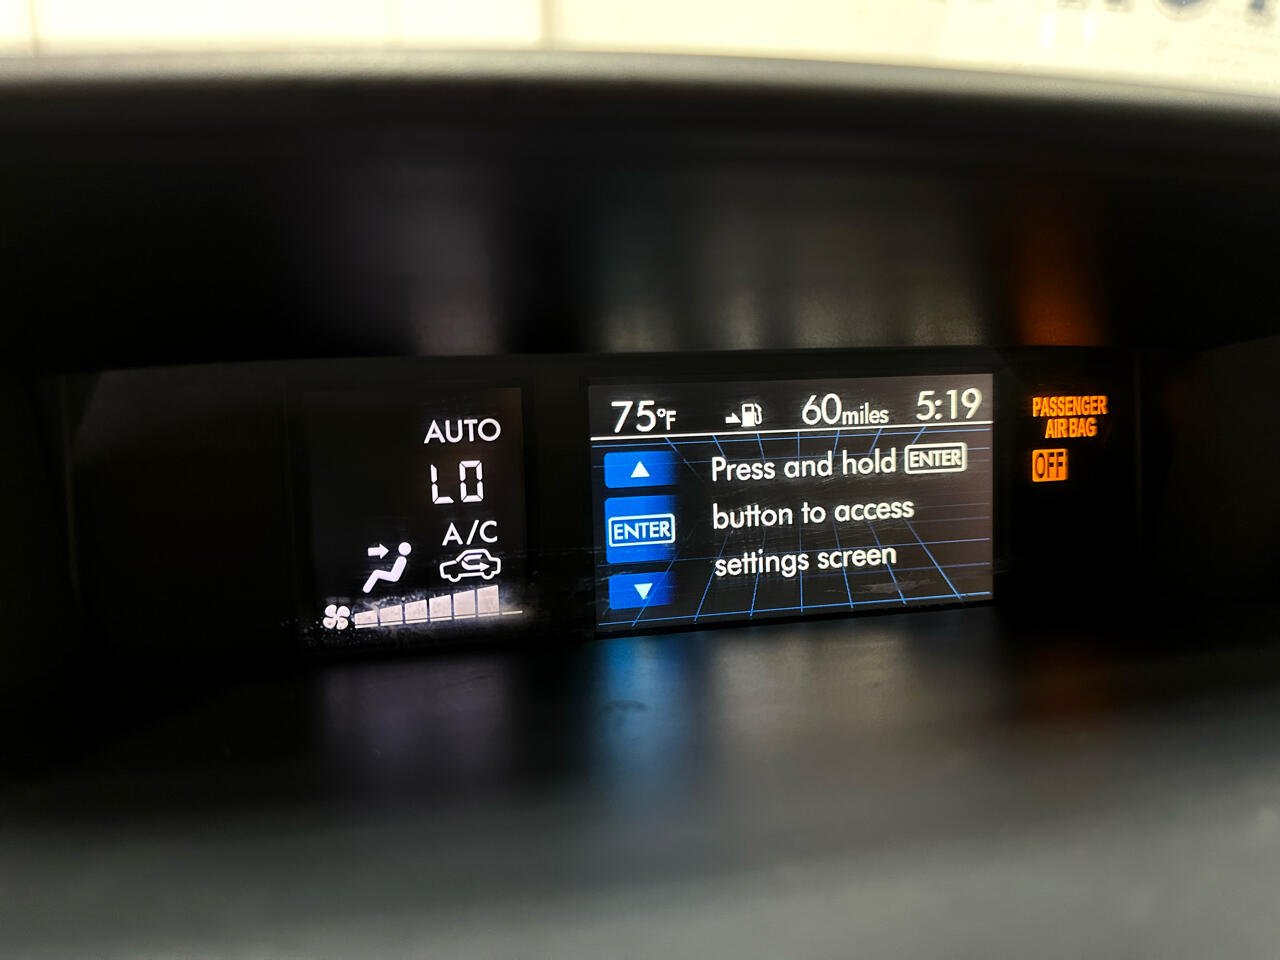 AUTO
LO
A/C
75°F 60miles 5:19
ENTER
Press and hold ENTER
button to access
settings screen
PASSENGER
AIR BAG
OFF